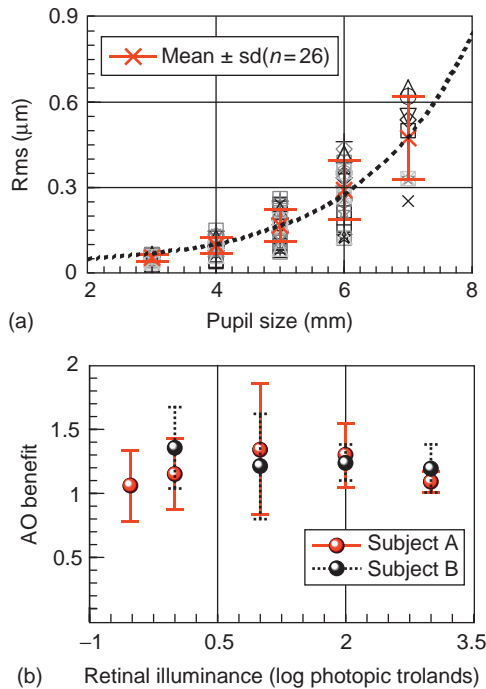 0.9
0.6
0.3
0
Rms (μm)
Mean ± sd(n=26)
2 4 6 8
(a) Pupil size (mm)
2
1.5
1
0.5
AO benefit
Subject A
Subject B
−1 0.5 2 3.5
(b) Retinal illuminance (log photopic trolands)